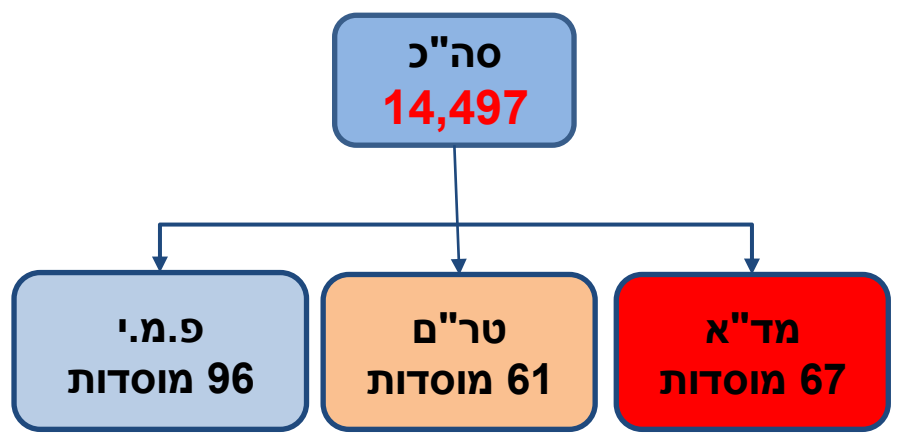 סה"כ
14,497
מד"א
67 מוסדות
טר"ם
61 מוסדות
פ.מ.י
96 מוסדות